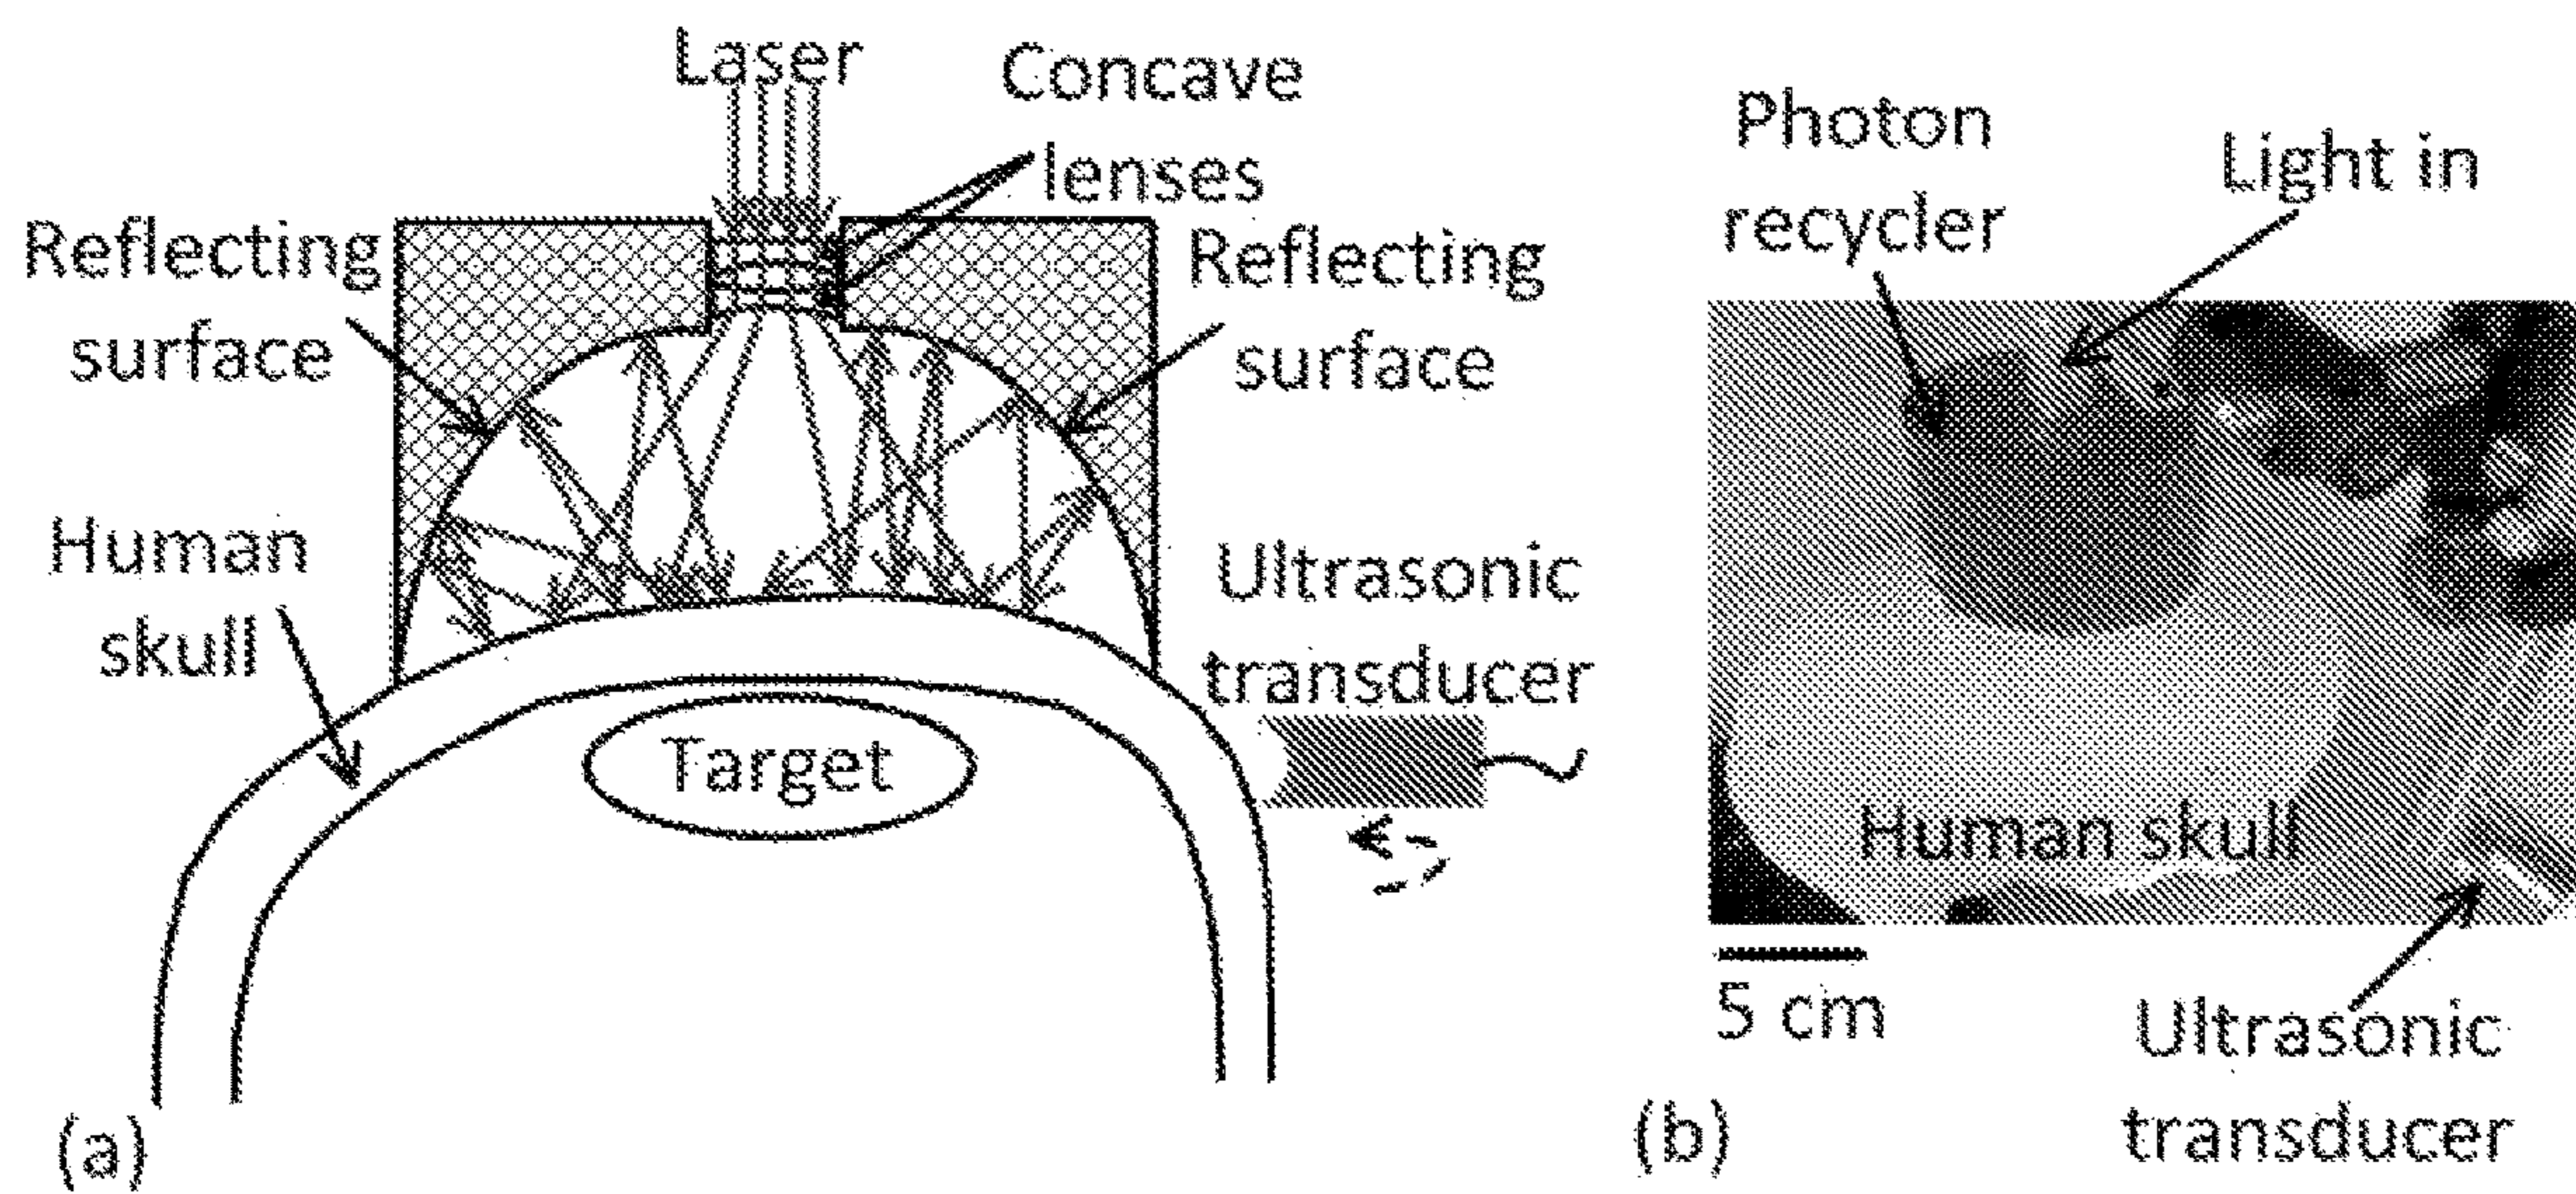 Laser
Concave
lenses
Reflecting
surface
Reflecting
surface
Human
skull
Ultrasonic
transducer
Target
(a)
Photon
recycler
Light in
Human skull
5 cm
Ultrasonic
transducer
(b)